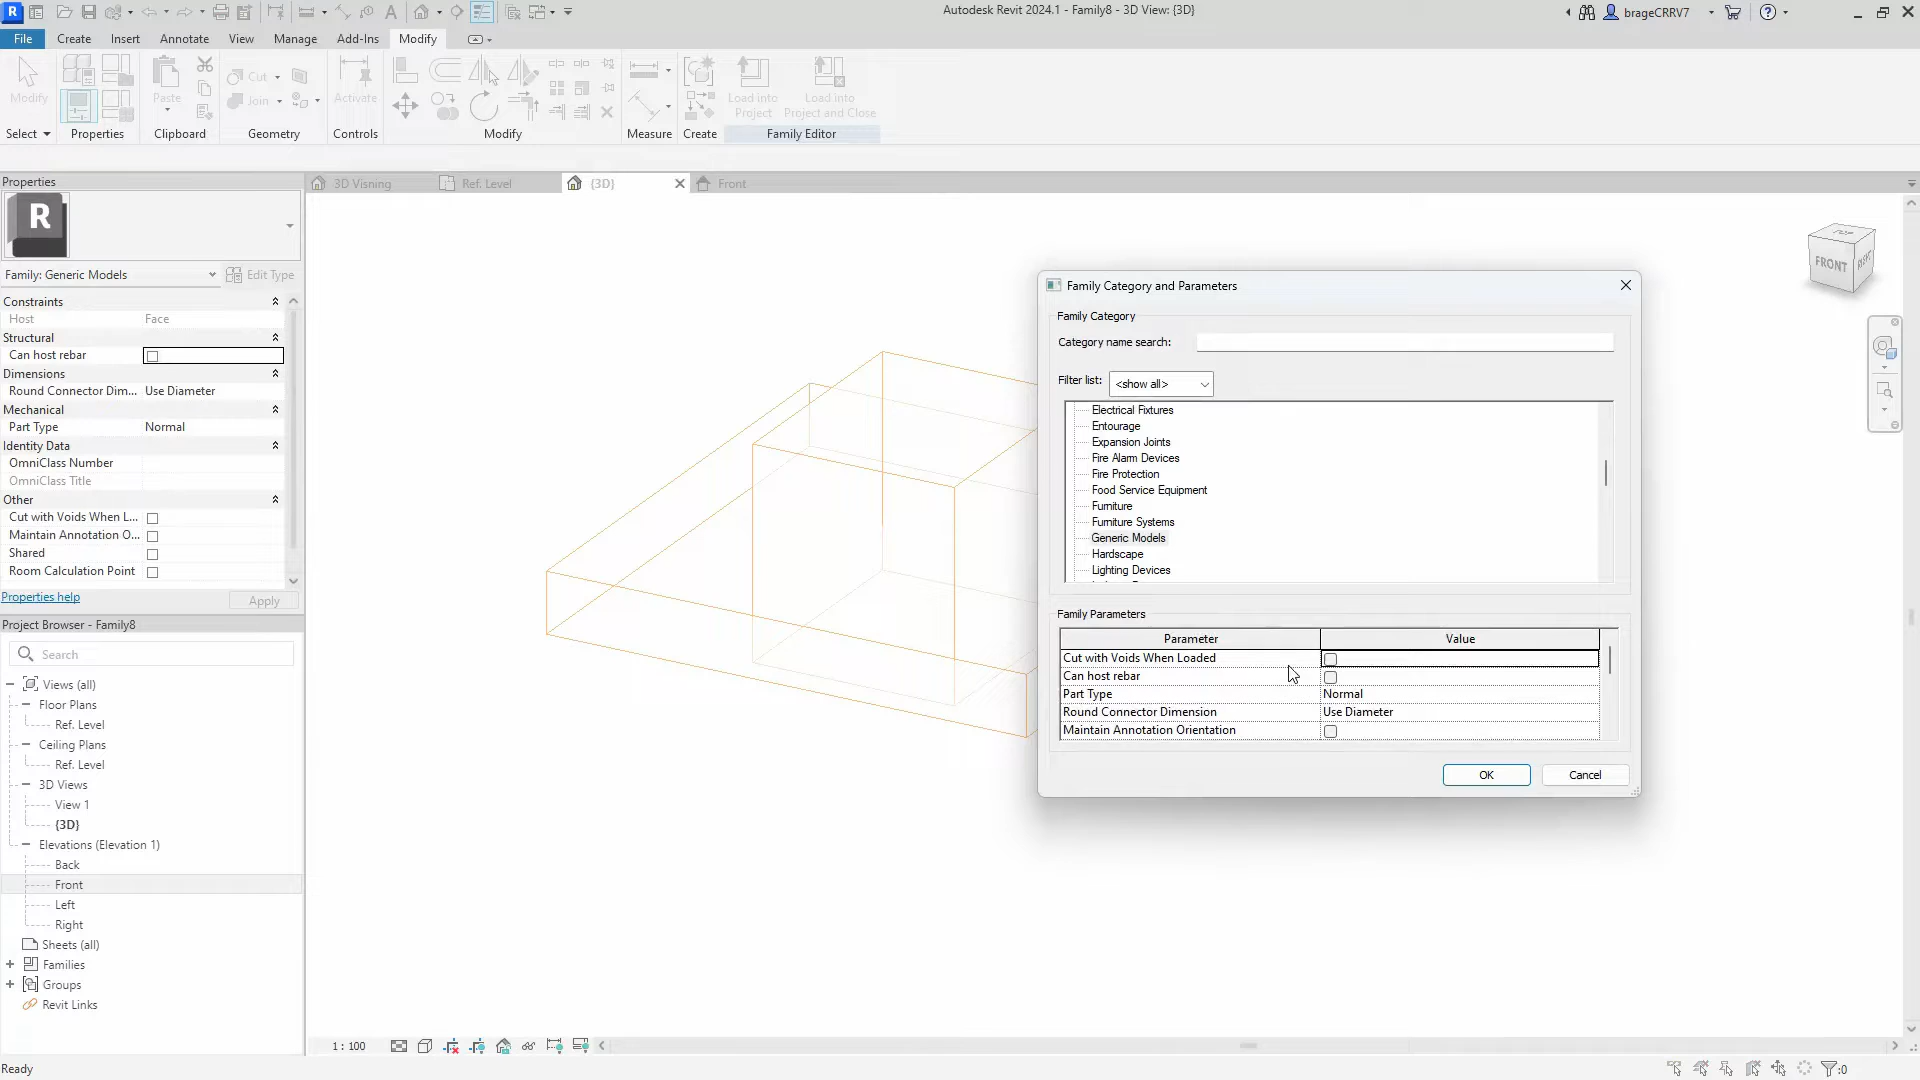 Autodesk Revit 2024.1 - Family8 - 3D View: {3D}
brageCRRV7
File Create Insert Annotate View Manage Add-Ins Modify
Modify
Paste
Cut
Join
Activate
Load into Project
Load into Project and Close
Select Properties Clipboard Geometry Controls Modify Measure Create Family Editor
Properties
3D Visning
Ref. Level
{3D}
Front
R
Family: Generic Models
Edit Type
Constraints
Host Face
Structural
Can host rebar
Dimensions
Round Connector Dim... Use Diameter
Mechanical
Part Type Normal
Identity Data
OmniClass Number
OmniClass Title
Other
Cut with Voids When L...
Maintain Annotation O...
Shared
Room Calculation Point
Properties help
Apply
Project Browser - Family8
Search
Views (all)
Floor Plans
Ref. Level
Ceiling Plans
Ref. Level
3D Views
View 1
{3D}
Elevations (Elevation 1)
Back
Front
Left
Right
Sheets (all)
Families
Groups
Revit Links
FRONT
Family Category and Parameters
Family Category
Category name search:
Filter list: <show all>
Electrical Fixtures
Entourage
Expansion Joints
Fire Alarm Devices
Fire Protection
Food Service Equipment
Furniture
Furniture Systems
Generic Models
Hardscape
Lighting Devices
Family Parameters
Parameter Value
Cut with Voids When Loaded
Can host rebar
Part Type Normal
Round Connector Dimension Use Diameter
Maintain Annotation Orientation
OK Cancel
1 : 100
Ready
:0